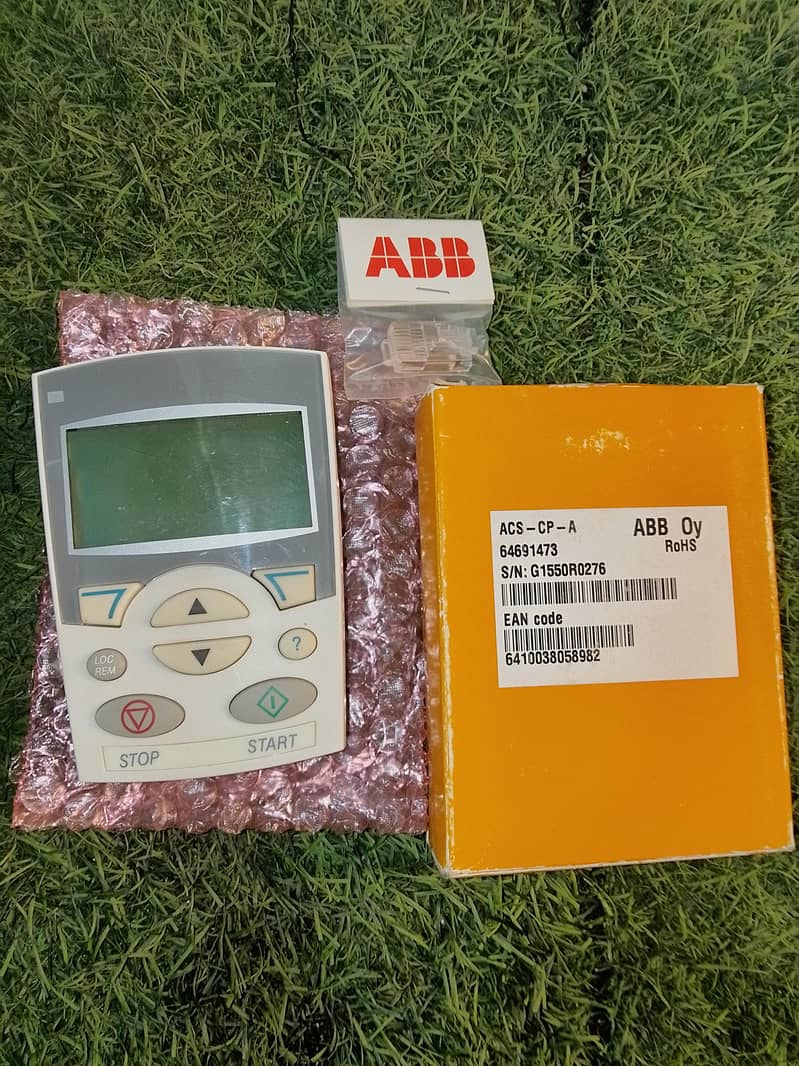 ABB
ACS-CP-A
ABB Oy
64691473
RoHS
S/N: G1550R0276
EAN code
6410038058982
?
LOC
REM
STOP
START